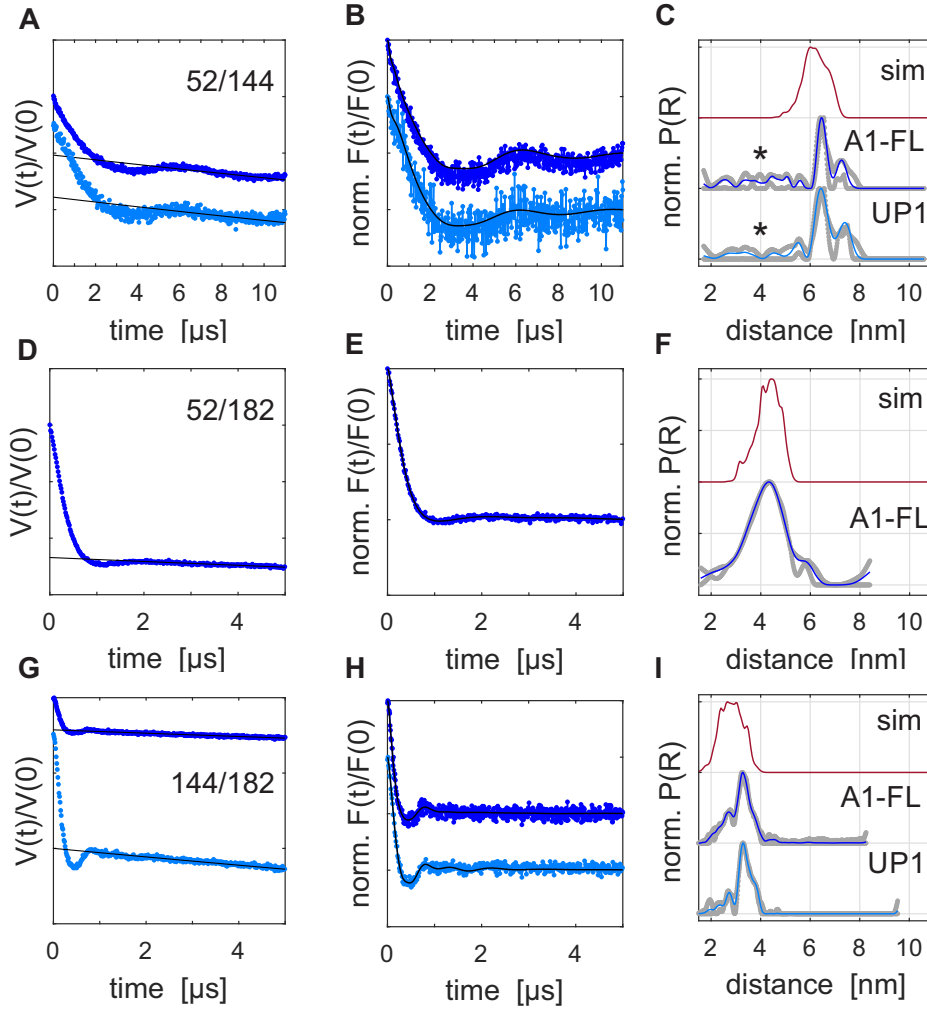 A
B
C
52/144
V(t)/V(0)
norm. F(t)/F(0)
norm. P(R)
sim
A1-FL
*
UP1
*
0 2 4 6 8 10
0 2 4 6 8 10
2 4 6 8 10
time [µs]
time [µs]
distance [nm]
D
E
F
52/182
V(t)/V(0)
norm. F(t)/F(0)
norm. P(R)
sim
A1-FL
0 2 4
0 2 4
2 4 6 8 10
time [µs]
time [µs]
distance [nm]
G
H
I
144/182
V(t)/V(0)
norm. F(t)/F(0)
norm. P(R)
sim
A1-FL
UP1
0 2 4
0 2 4
2 4 6 8 10
time [µs]
time [µs]
distance [nm]